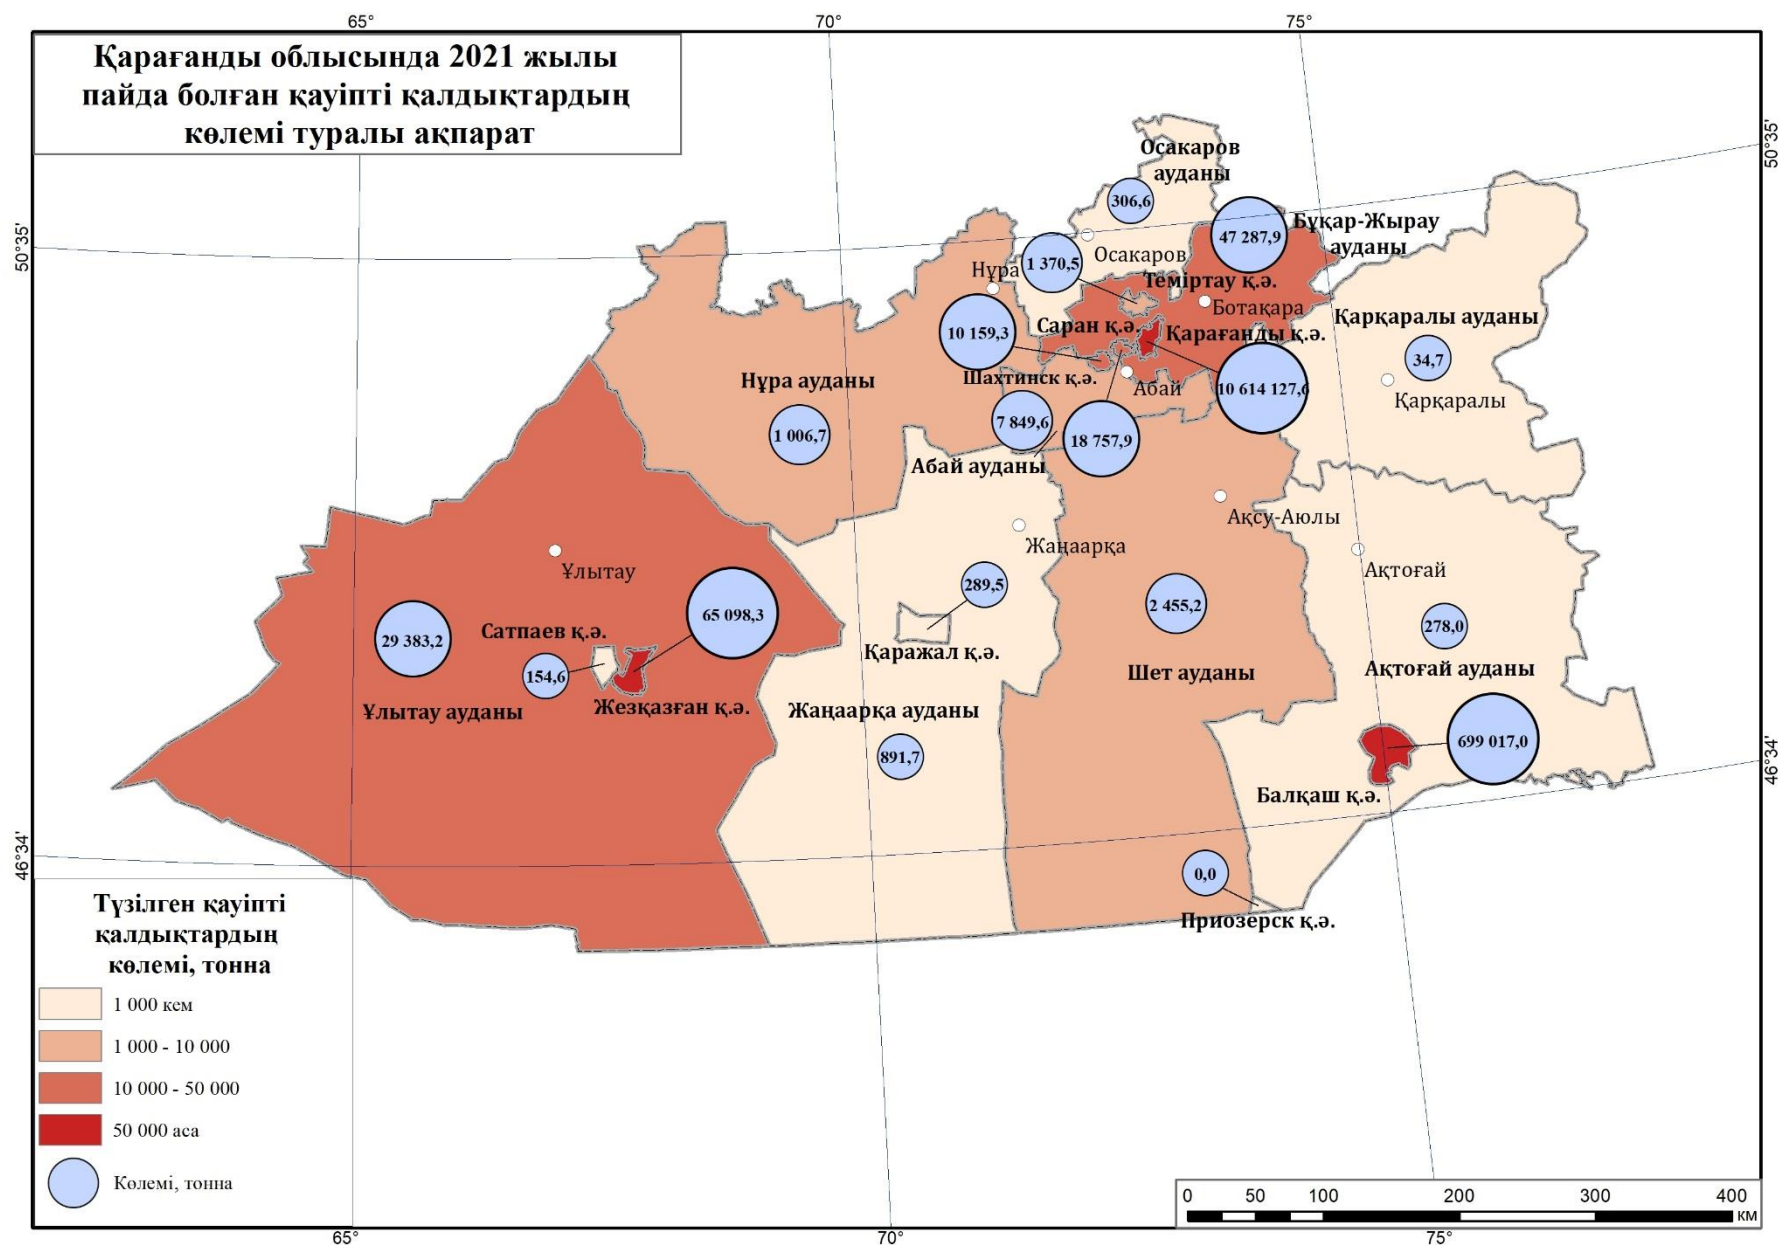 65°
70°
75°
Қарағанды облысында 2021 жылы
пайда болған қауіпті қалдықтардың
көлемі туралы ақпарат
50°35'
50°35'
Осакаров
ауданы
306,6
47 287,9
Бұқар-Жырау
ауданы
1 370,5
Осакаров
Нұра
Теміртау қ.ә.
Ботақара
10 159,3
Саран қ.ә.
Қарағанды қ.ә.
Қарқаралы ауданы
34,7
Нұра ауданы
Шахтинск қ.ә.
Абай
10 614 127,6
Қарқаралы
1 006,7
7 849,6
18 757,9
Абай ауданы
Ақсу-Аюлы
Жаңаарқа
Ұлытау
Ақтоғай
289,5
2 455,2
65 098,3
278,0
29 383,2
Сатпаев қ.ә.
Қаражал қ.ә.
Шет ауданы
Ақтоғай ауданы
154,6
Ұлытау ауданы
Жезқазған қ.ә.
Жаңаарқа ауданы
699 017,0
891,7
46°34'
46°34'
Балқаш қ.ә.
0,0
Приозерск қ.ә.
Түзілген қауіпті
қалдықтардың
көлемі, тонна
1 000 кем
1 000 - 10 000
10 000 - 50 000
50 000 аса
Көлемі, тонна
0 50 100 200 300 400
км
65°
70°
75°